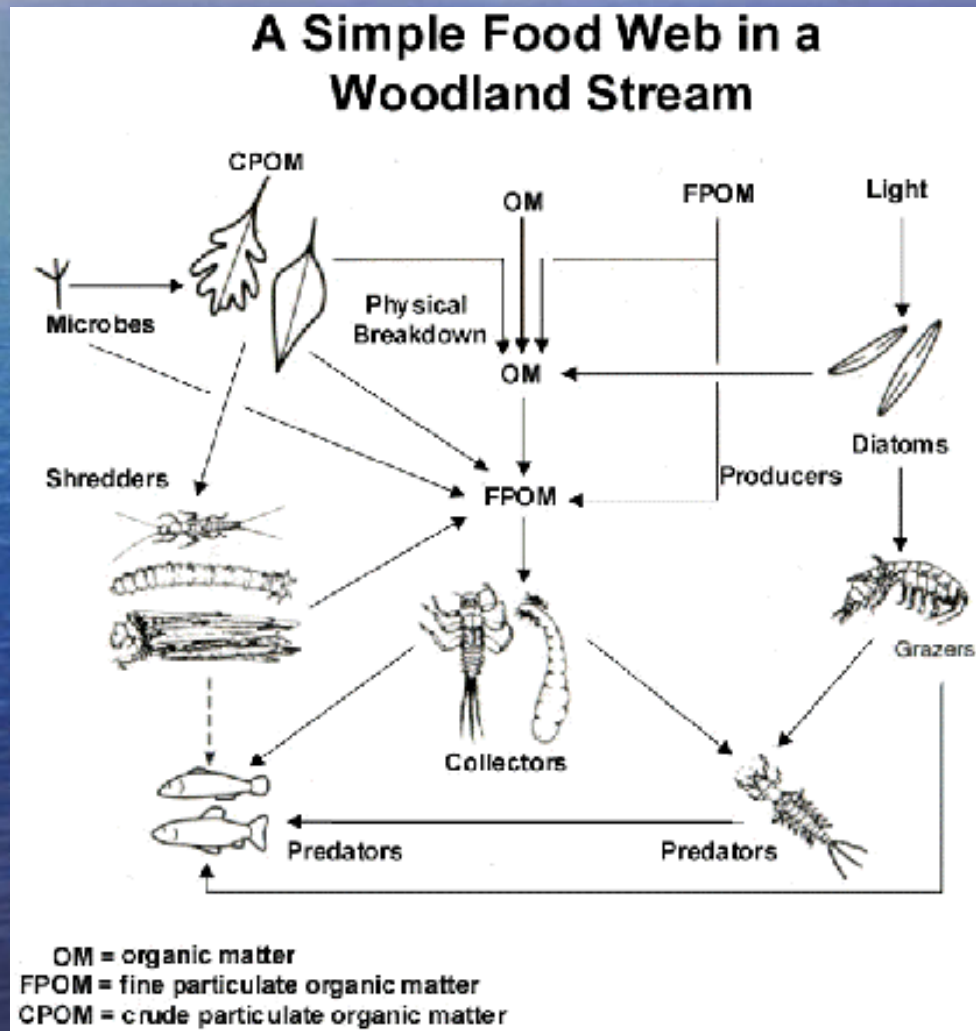 A Simple Food Web in a
Woodland Stream
CPOM
OM
FPOM
Light
Microbes
Physical
Breakdown
OM
Diatoms
Shredders
FPOM
Producers
Grazers
Collectors
Predators
Predators
OM = organic matter
FPOM = fine particulate organic matter
CPOM = crude particulate organic matter